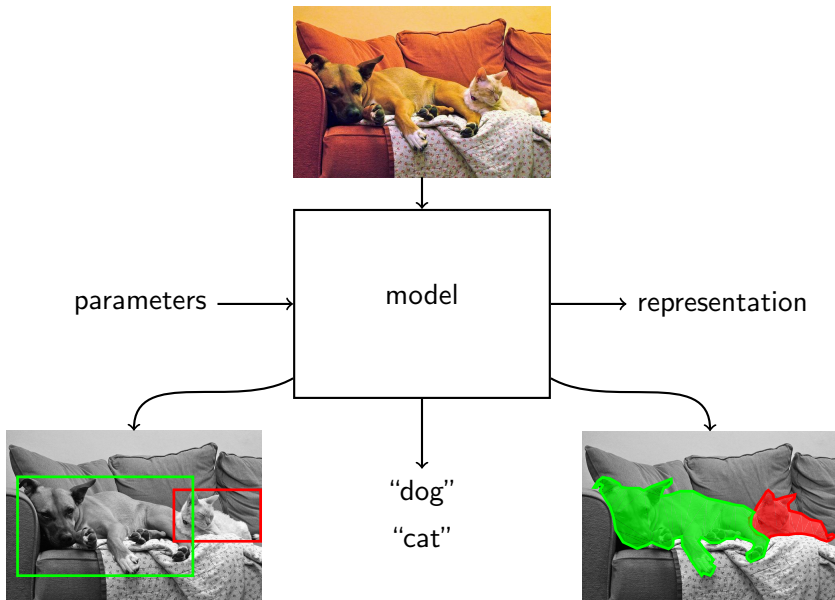 model
parameters
representation
“dog”
“cat”